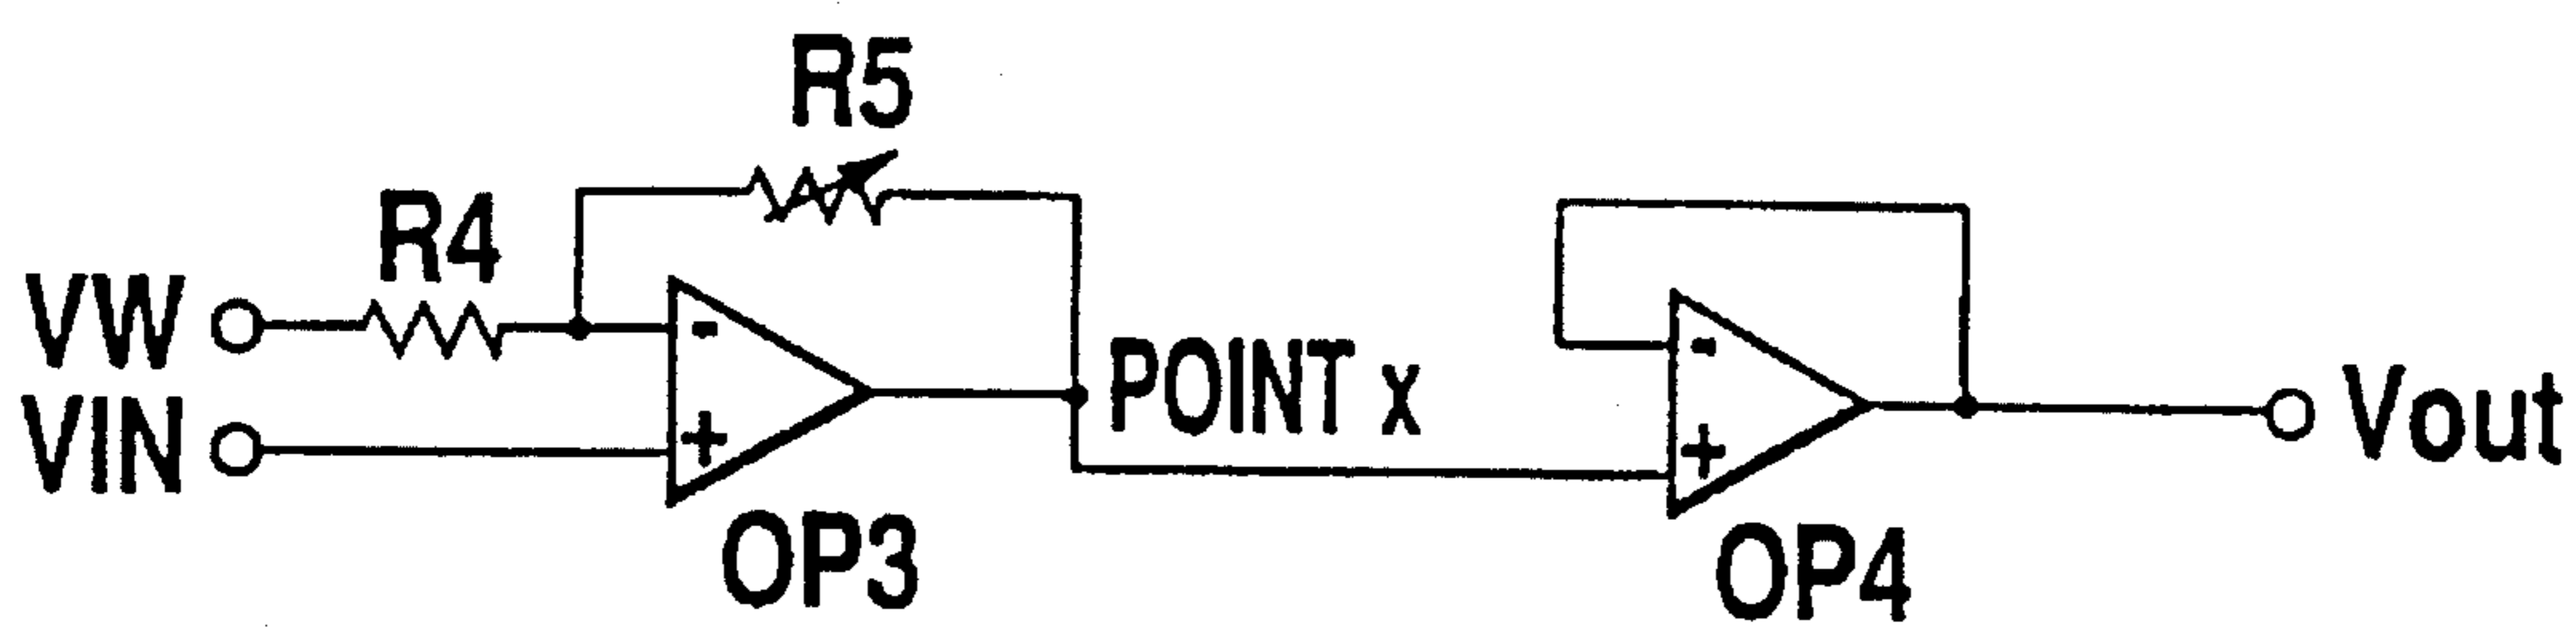 R5
R4
VW
VIN
-
+
OP3
POINT x
-
+
OP4
Vout